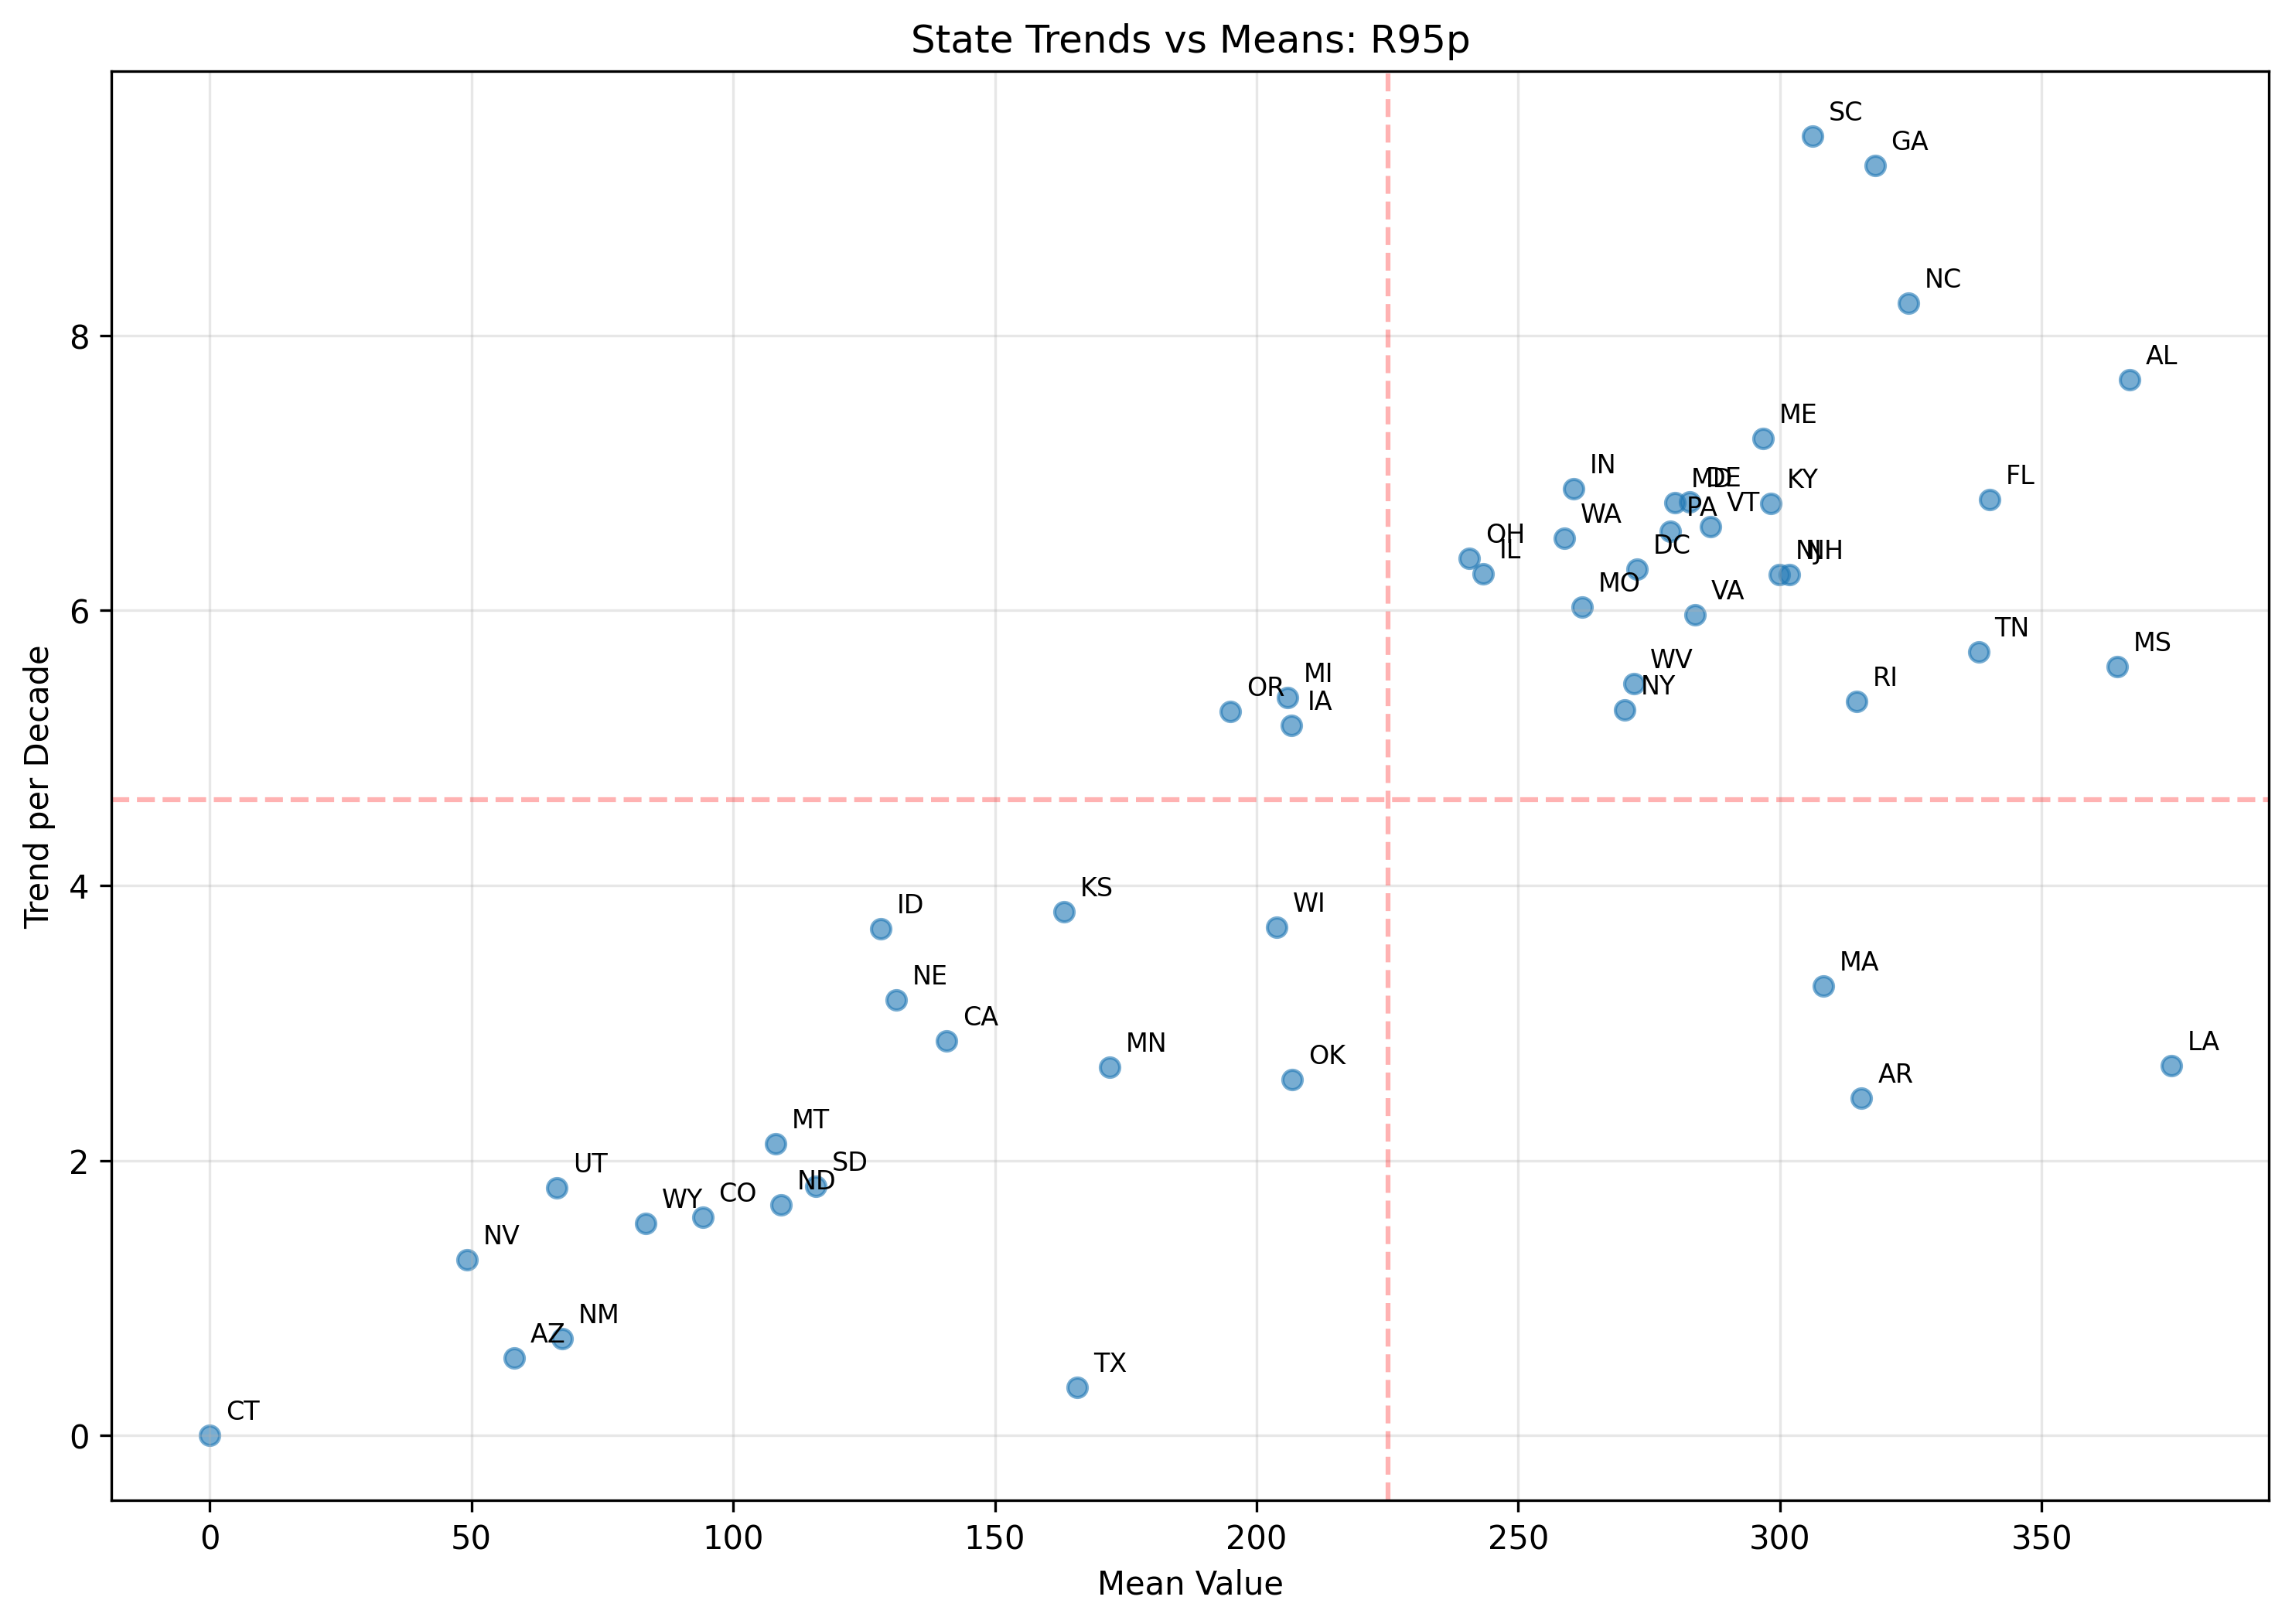 State Trends vs Means: R95p
SC
GA
NC
8
AL
ME
IN
MD
DE
KY
FL
PA
VT
WA
OH
IL
DC
NJ
NH
MO
VA
6
TN
MS
WV
RI
MI
OR
NY
IA
Trend per Decade
4
KS
ID
WI
NE
MA
CA
MN
OK
LA
AR
MT
2
UT
SD
ND
WY
CO
NV
NM
AZ
TX
CT
0
0
50
100
150
200
250
300
350
Mean Value